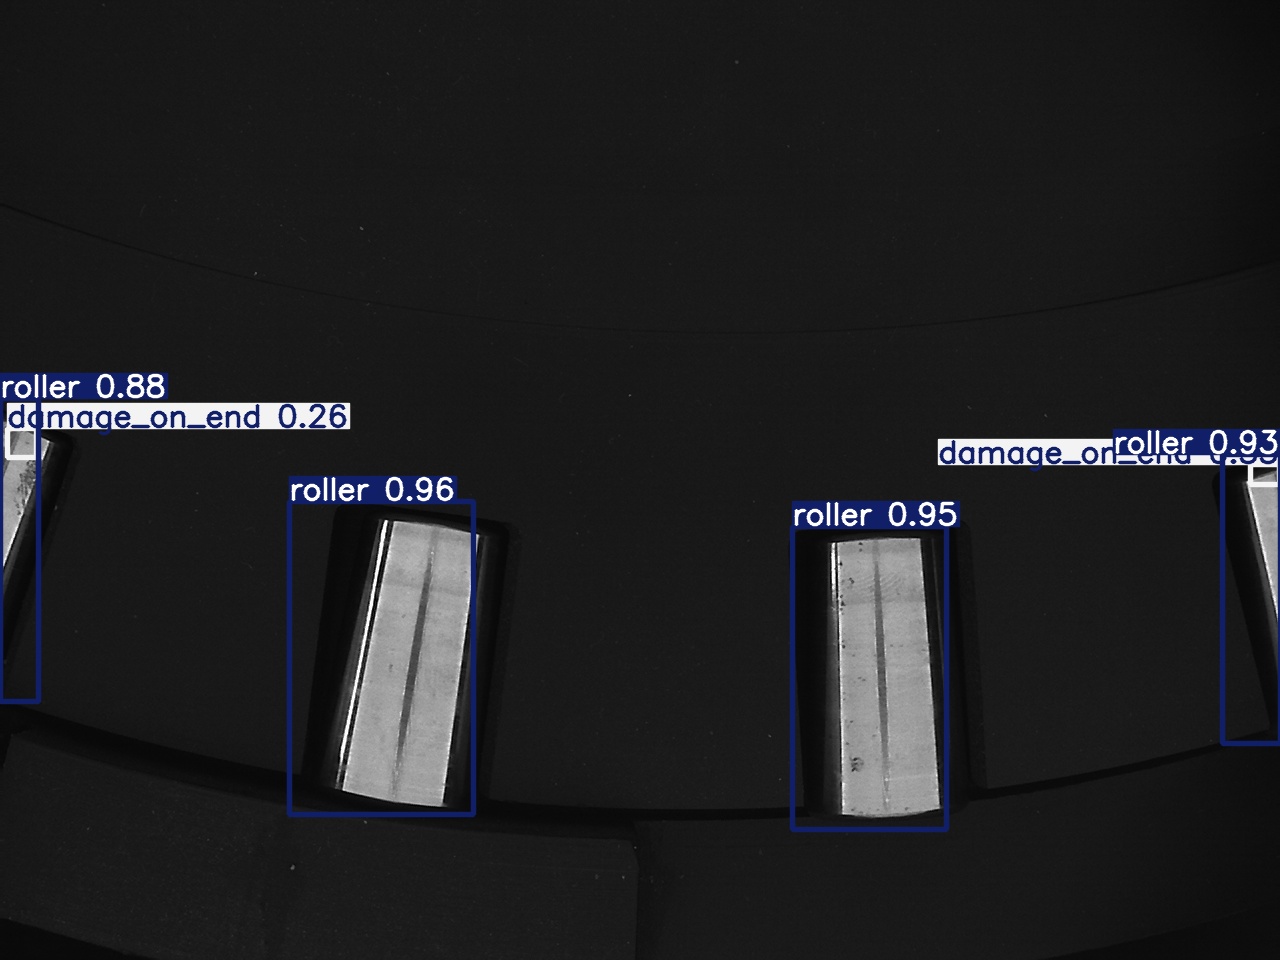 roller 0.88
damage_on_end 0.26
roller 0.93
damage_on_end
roller 0.96
roller 0.95